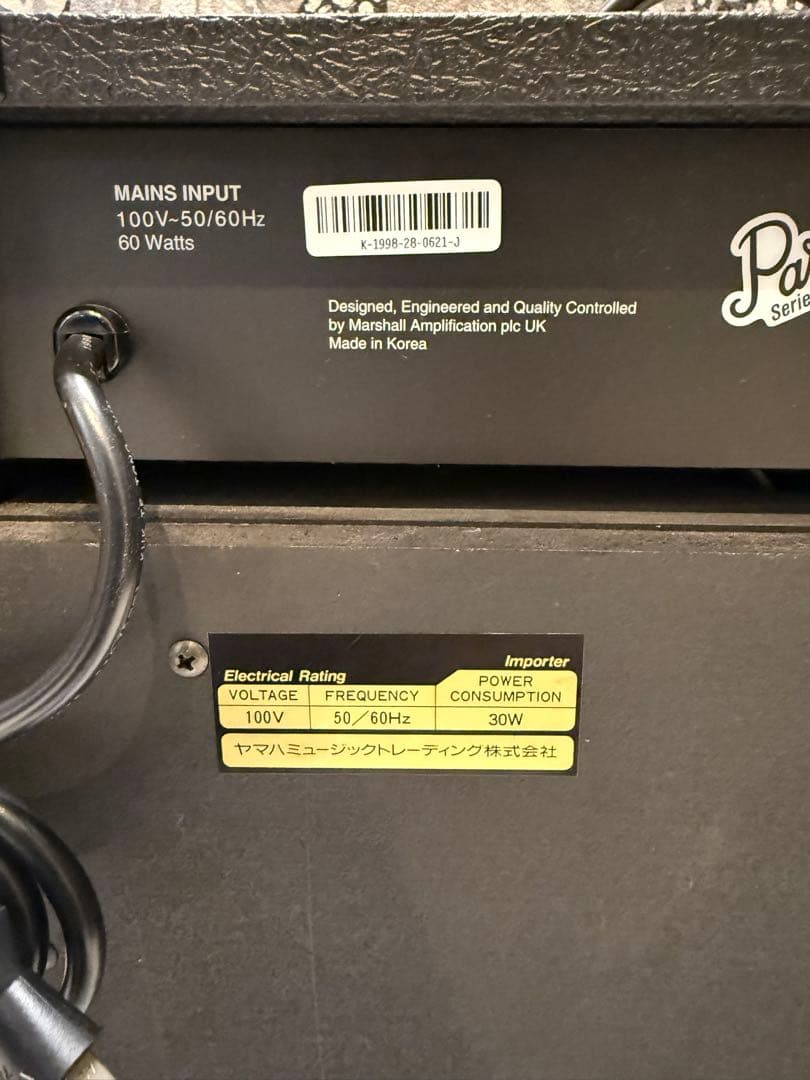 MAINS INPUT
100V~50/60Hz
60 Watts
K-1998-28-0621-J
Designed, Engineered and Quality Controlled
by Marshall Amplification plc UK
Made in Korea
Importer
Electrical Rating
VOLTAGE FREQUENCY POWER CONSUMPTION
100V 50/60Hz 30W
ヤマハミュージックトレーディング株式会社